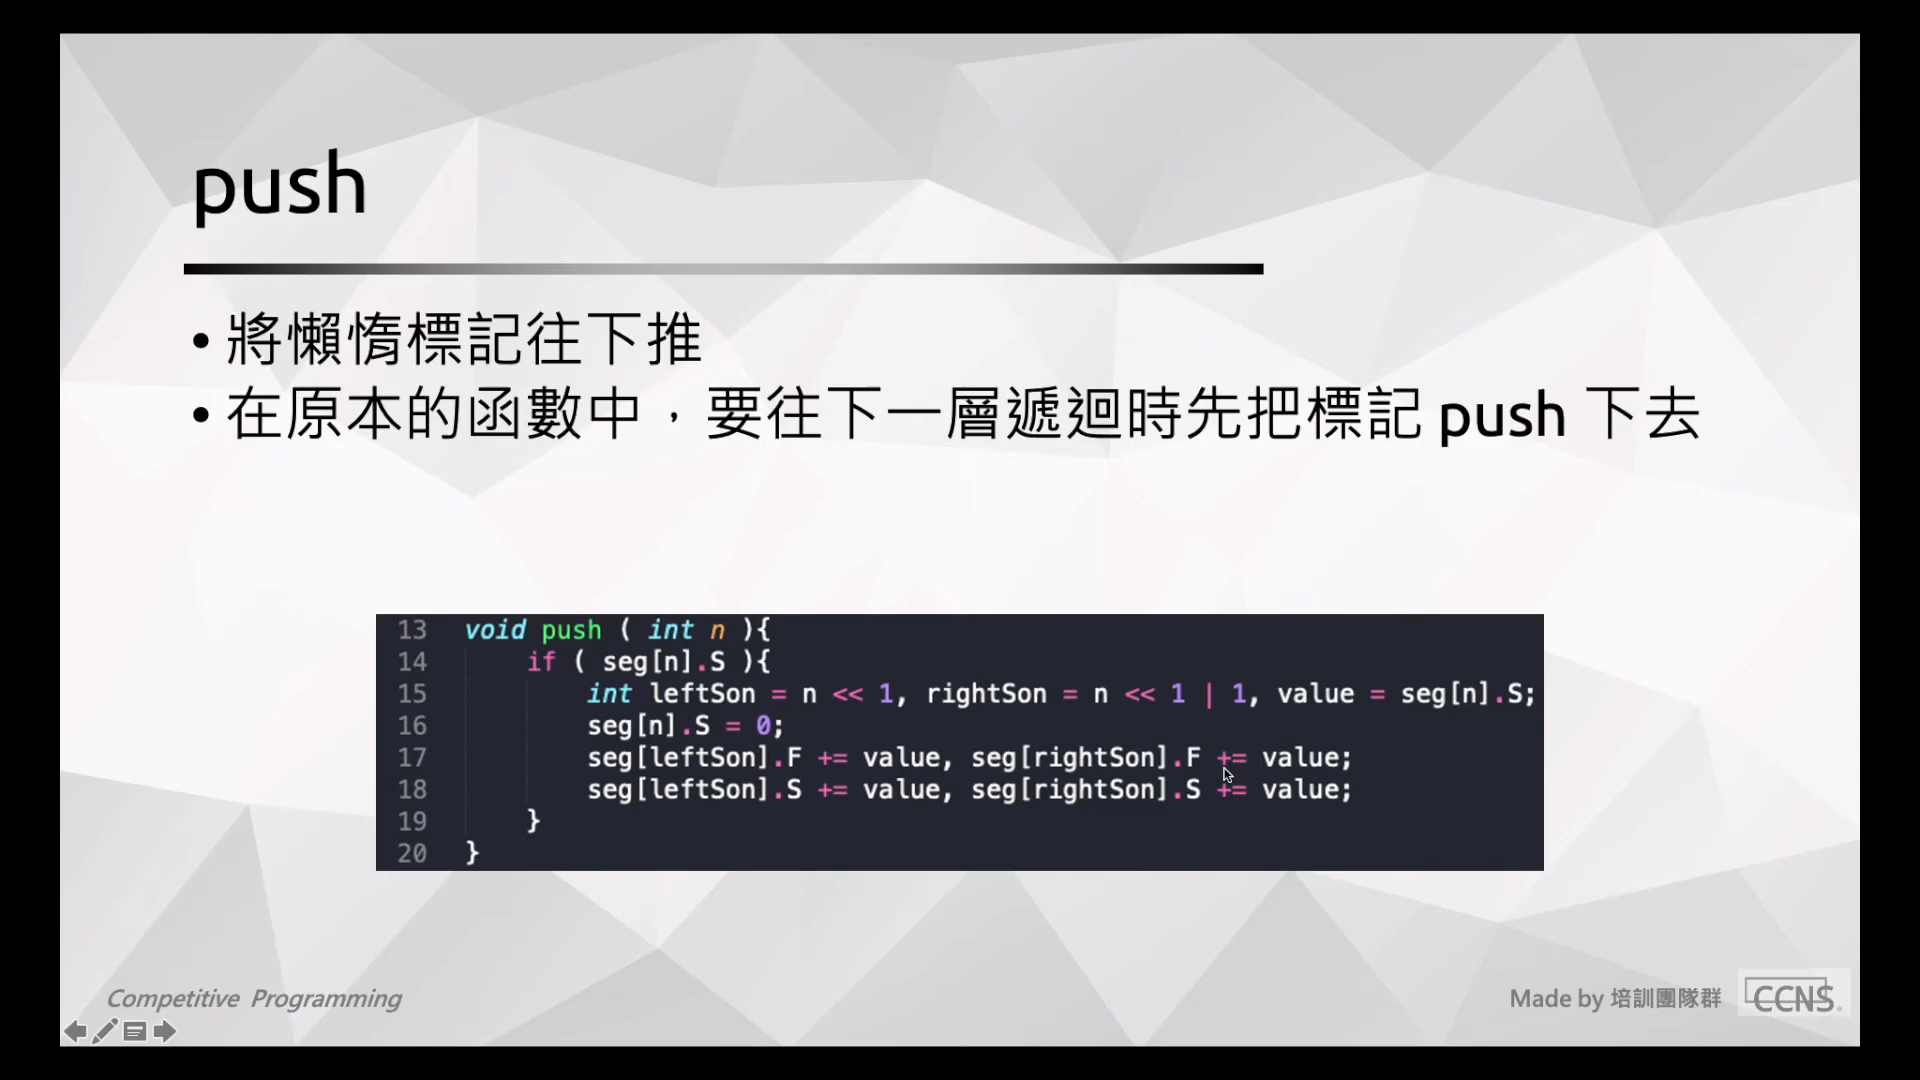 push
• 將懶惰標記往下推
• 在原本的函數中，要往下一層遞迴時先把標記 push 下去
13 void push ( int n ){
14     if ( seg[n].S ){
15         int leftSon = n << 1, rightSon = n << 1 | 1, value = seg[n].S;
16         seg[n].S = 0;
17         seg[leftSon].F += value, seg[rightSon].F += value;
18         seg[leftSon].S += value, seg[rightSon].S += value;
19     }
20 }
Competitive Programming
Made by 培訓團隊群
CCNS.